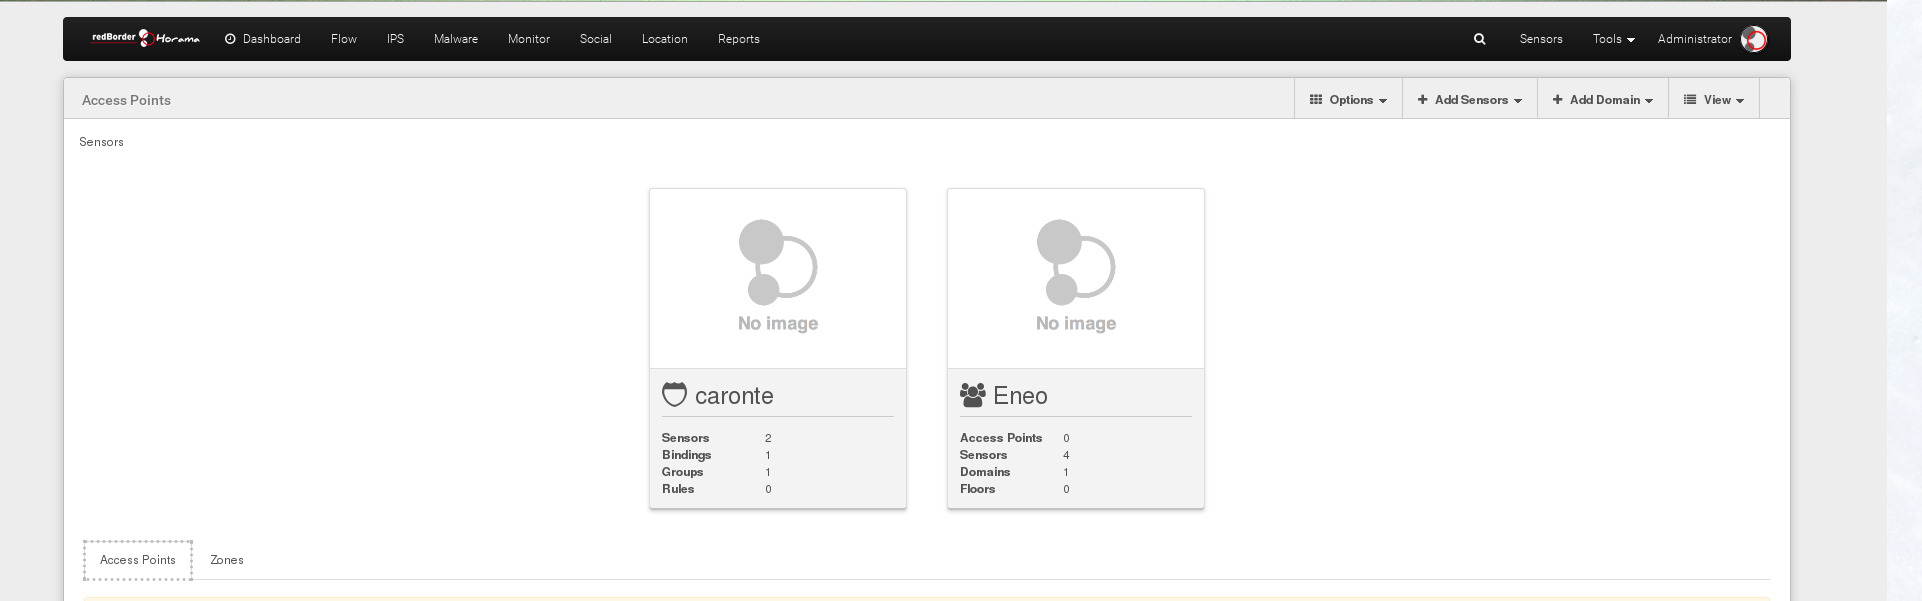 redBorder Horama Dashboard Flow IPS Malware Monitor Social Location Reports Sensors Tools Administrator
Access Points Options Add Sensors Add Domain View
Sensors
No image No image
caronte
Sensors 2
Bindings 1
Groups 1
Rules 0
Eneo
Access Points 0
Sensors 4
Domains 1
Floors 0
Access Points Zones